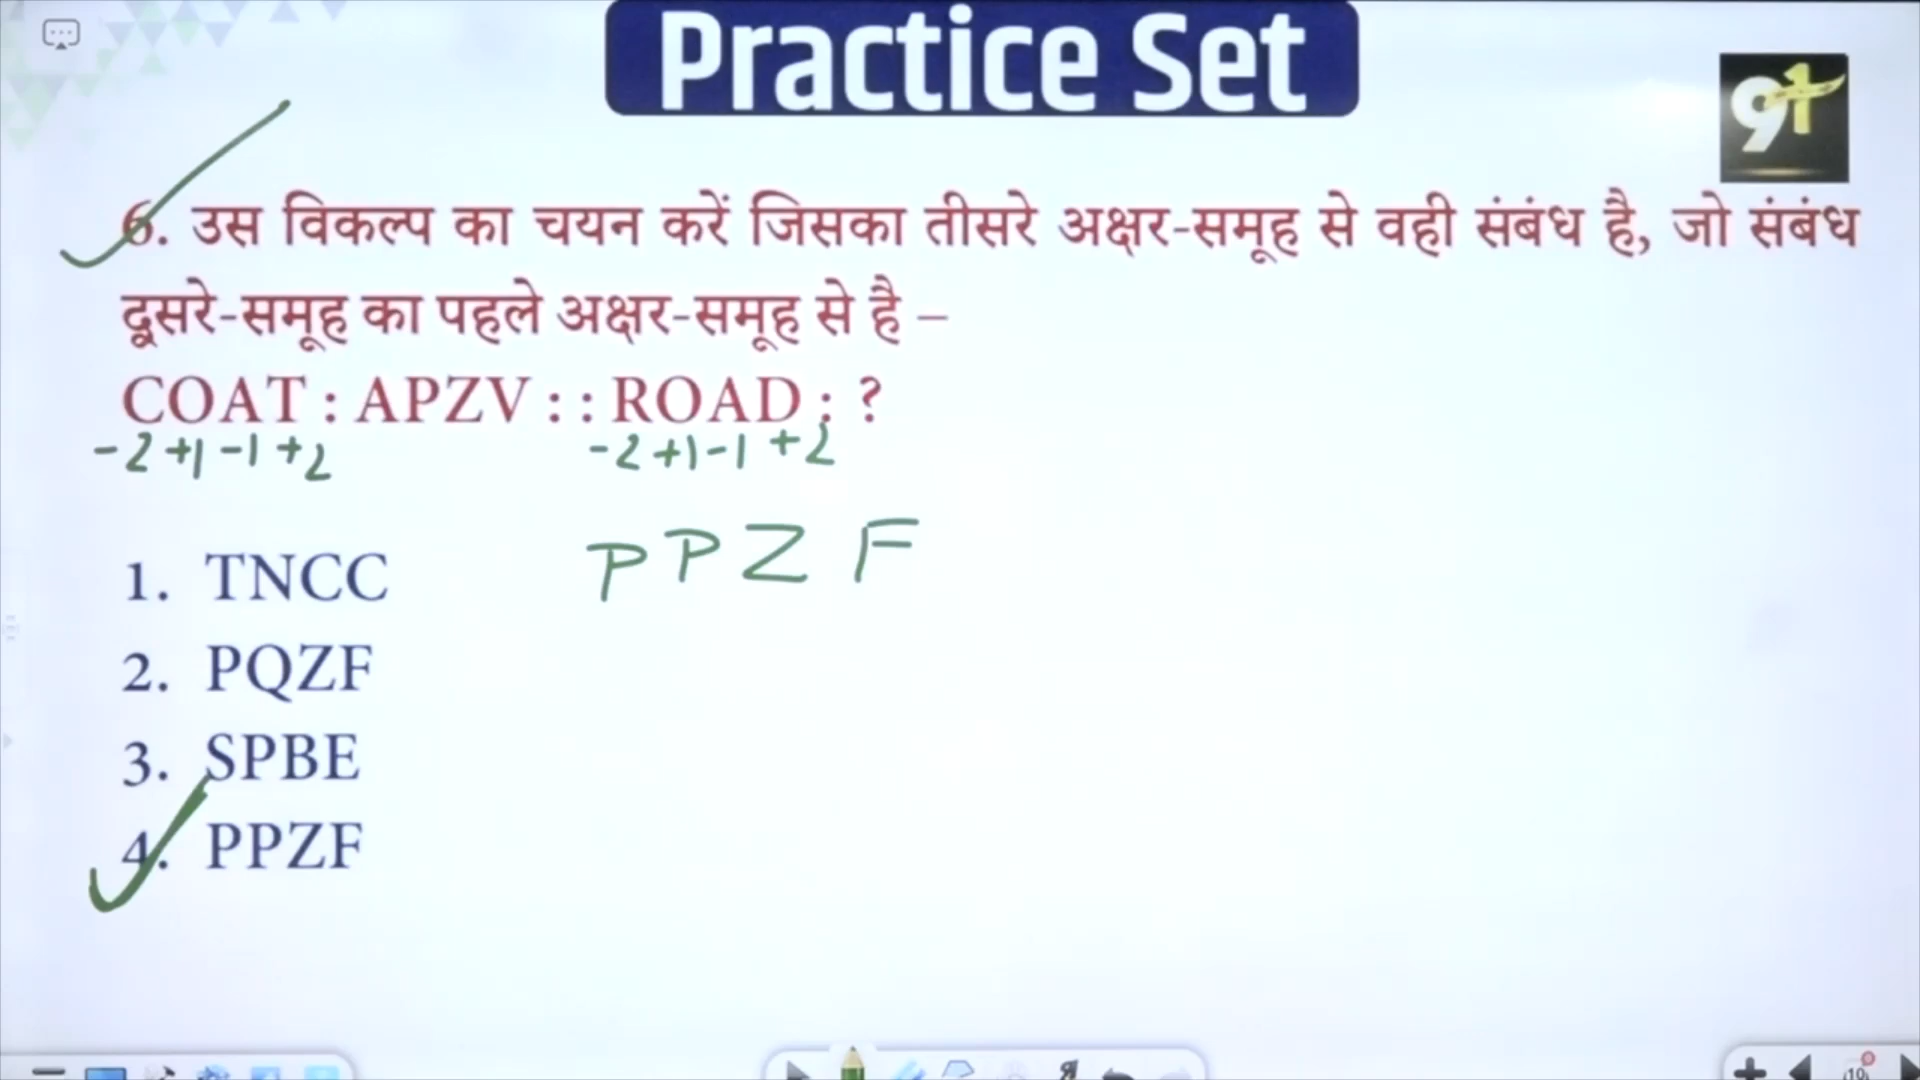 Practice Set
91
6. उस विकल्प का चयन करें जिसका तीसरे अक्षर-समूह से वही संबंध है, जो संबंध
दूसरे-समूह का पहले अक्षर-समूह से है –
COAT : APZV : : ROAD : ?
-2 +1 -1 +2 -2 +1 -1 +2
P P Z F
1. TNCC
2. PQZF
3. SPBE
4. PPZF